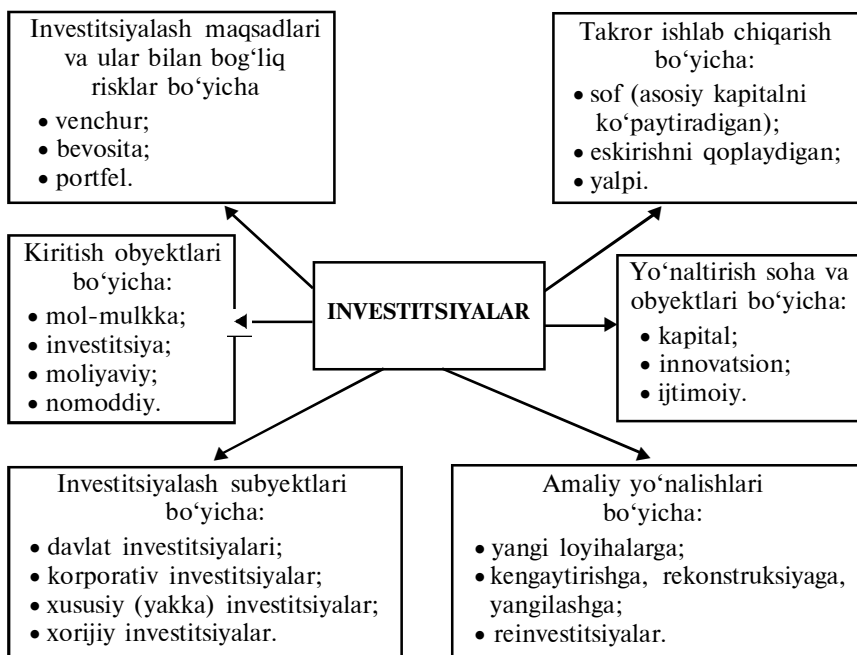 Investitsiyalash maqsadlari
va ular bilan bog‘liq
risklar bo‘yicha
• venchur;
• bevosita;
• portfel.
Takror ishlab chiqarish
bo‘yicha:
• sof (asosiy kapitalni
ko‘paytiradigan);
• eskirishni qoplaydigan;
• yalpi.
Kiritish obyektlari
bo‘yicha:
• mol-mulkka;
• investitsiya;
• moliyaviy;
• nomoddiy.
INVESTITSIYALAR
Yo‘naltirish soha va
obyektlari bo‘yicha:
• kapital;
• innovatsion;
• ijtimoiy.
Investitsiyalash subyektlari
bo‘yicha:
• davlat investitsiyalari;
• korporativ investitsiyalar;
• xususiy (yakka) investitsiyalar;
• xorijiy investitsiyalar.
Amaliy yo‘nalishlari
bo‘yicha:
• yangi loyihalarga;
• kengaytirishga, rekonstruksiyaga,
yangilashga;
• reinvestitsiyalar.